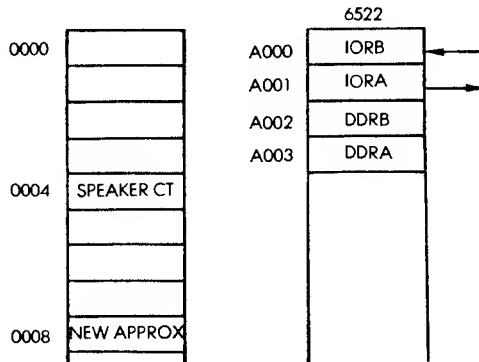 6522
0000
A000 IORB
A001 IORA
A002 DDRB
A003 DDRA
0004 SPEAKER CT
0008 NEW APPROX